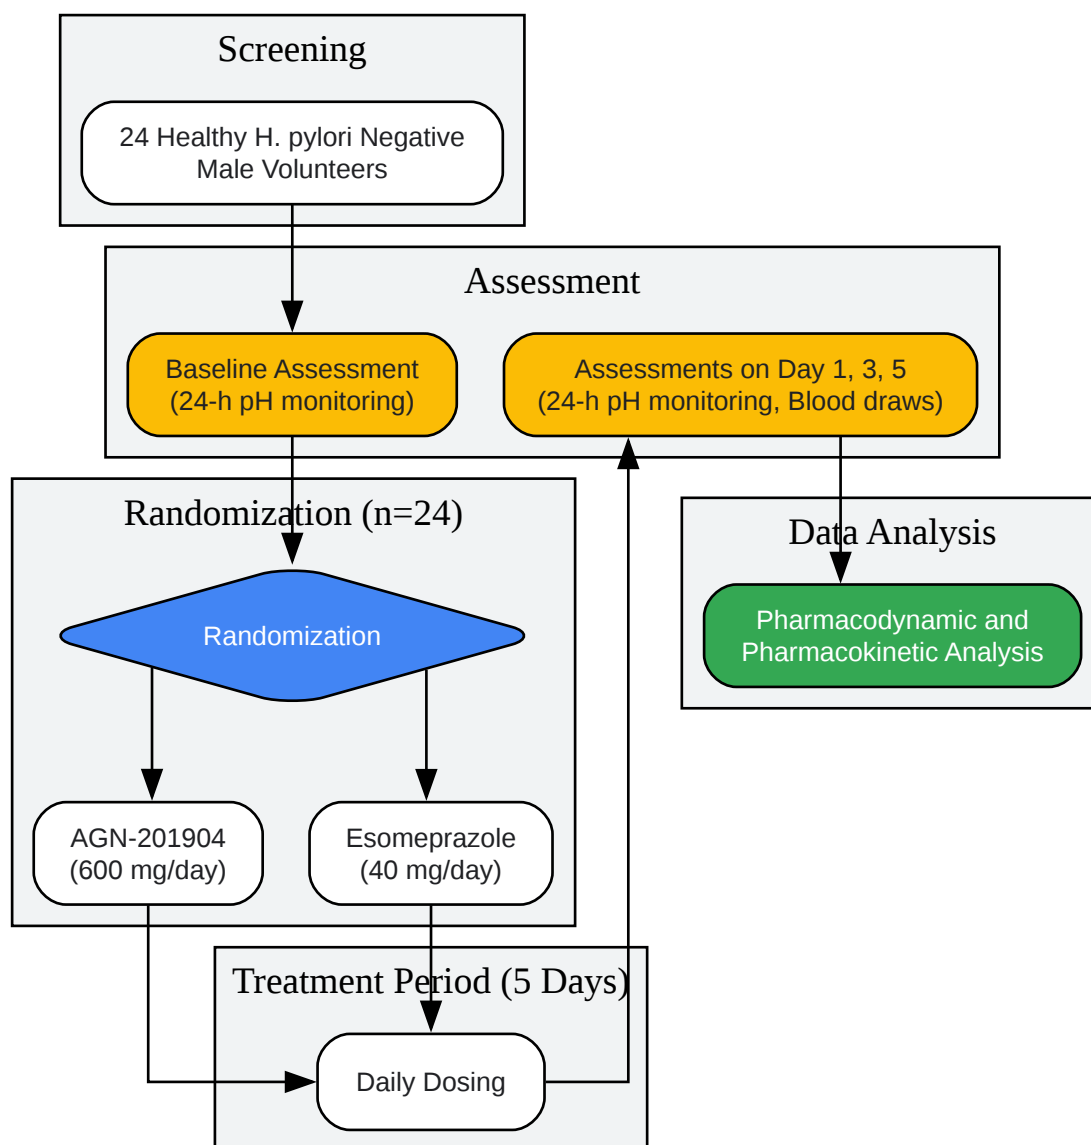 Screening
24 Healthy H. pylori Negative
Male Volunteers
Assessment
Baseline Assessment
(24-h pH monitoring)
Assessments on Day 1, 3, 5
(24-h pH monitoring, Blood draws)
Randomization (n=24)
Randomization
AGN-201904
(600 mg/day)
Esomeprazole
(40 mg/day)
Data Analysis
Pharmacodynamic and
Pharmacokinetic Analysis
Treatment Period (5 Days)
Daily Dosing